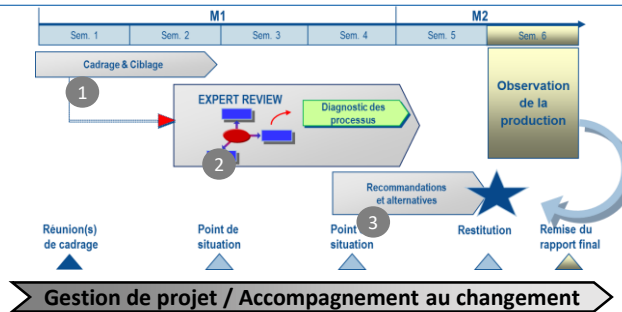 M1 M2
Sem. 1 Sem. 2 Sem. 3 Sem. 4 Sem. 5 Sem. 6
Cadrage & Ciblage
1
EXPERT REVIEW
Diagnostic des
processus
2
Observation
de la
production
Recommandations
et alternatives
3
Réunion(s)
de cadrage
Point de
situation
Point
situation
Restitution
Remise du
rapport final
Gestion de projet / Accompagnement au changement